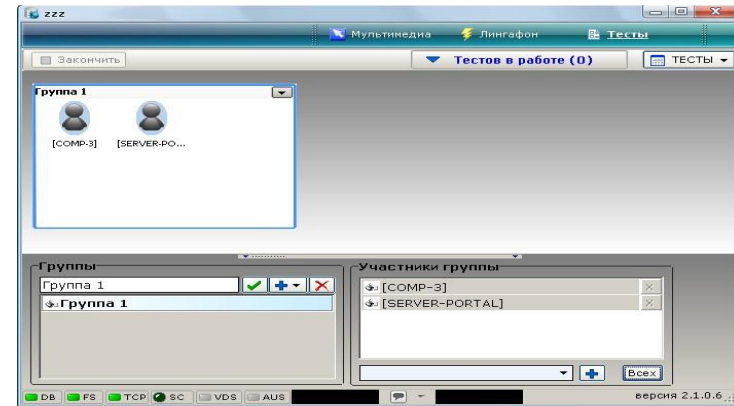 zzz
Мультимедиа Лингафон Тесты
Закончить Тестов в работе (0) ТЕСТЫ
Группа 1
[COMP-3] [SERVER-PO...
Группы
Группа 1
Группа 1
Участники группы
[COMP-3]
[SERVER-PORTAL]
Всех
DB FS TCP SC VDS AUS версия 2.1.0.6